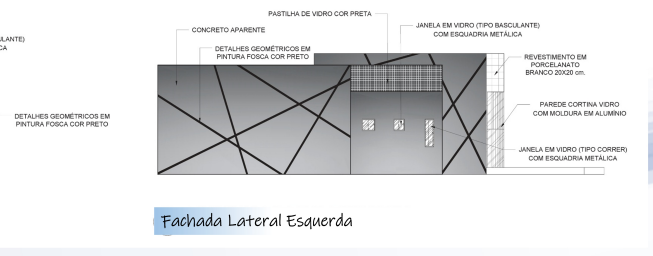 ULANTE)
CA
DETALHES GEOMÉTRICOS EM
PINTURA FOSCA COR PRETO
PASTILHA DE VIDRO COR PRETA
CONCRETO APARENTE
DETALHES GEOMÉTRICOS EM
PINTURA FOSCA COR PRETO
JANELA EM VIDRO (TIPO BASCULANTE)
COM ESQUADRIA METÁLICA
REVESTIMENTO EM
PORCELANATO
BRANCO 20X20 cm.
PAREDE CORTINA VIDRO
COM MOLDURA EM ALUMÍNIO
JANELA EM VIDRO (TIPO CORRER)
COM ESQUADRIA METÁLICA
Fachada Lateral Esquerda